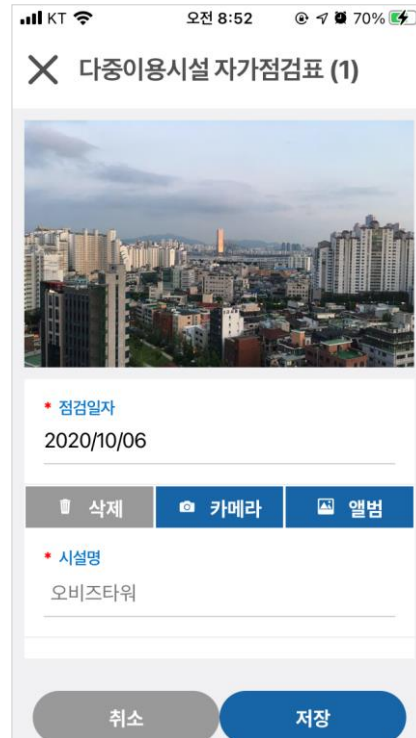 KT 오전 8:52 70%
다중이용시설 자가점검표 (1)
* 점검일자
2020/10/06
삭제 카메라 앨범
* 시설명
오비즈타워
취소 저장